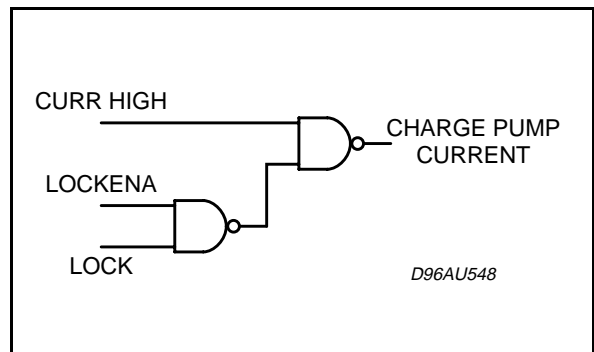 CURR HIGH
CHARGE PUMP
CURRENT
LOCKENA
LOCK
D96AU548